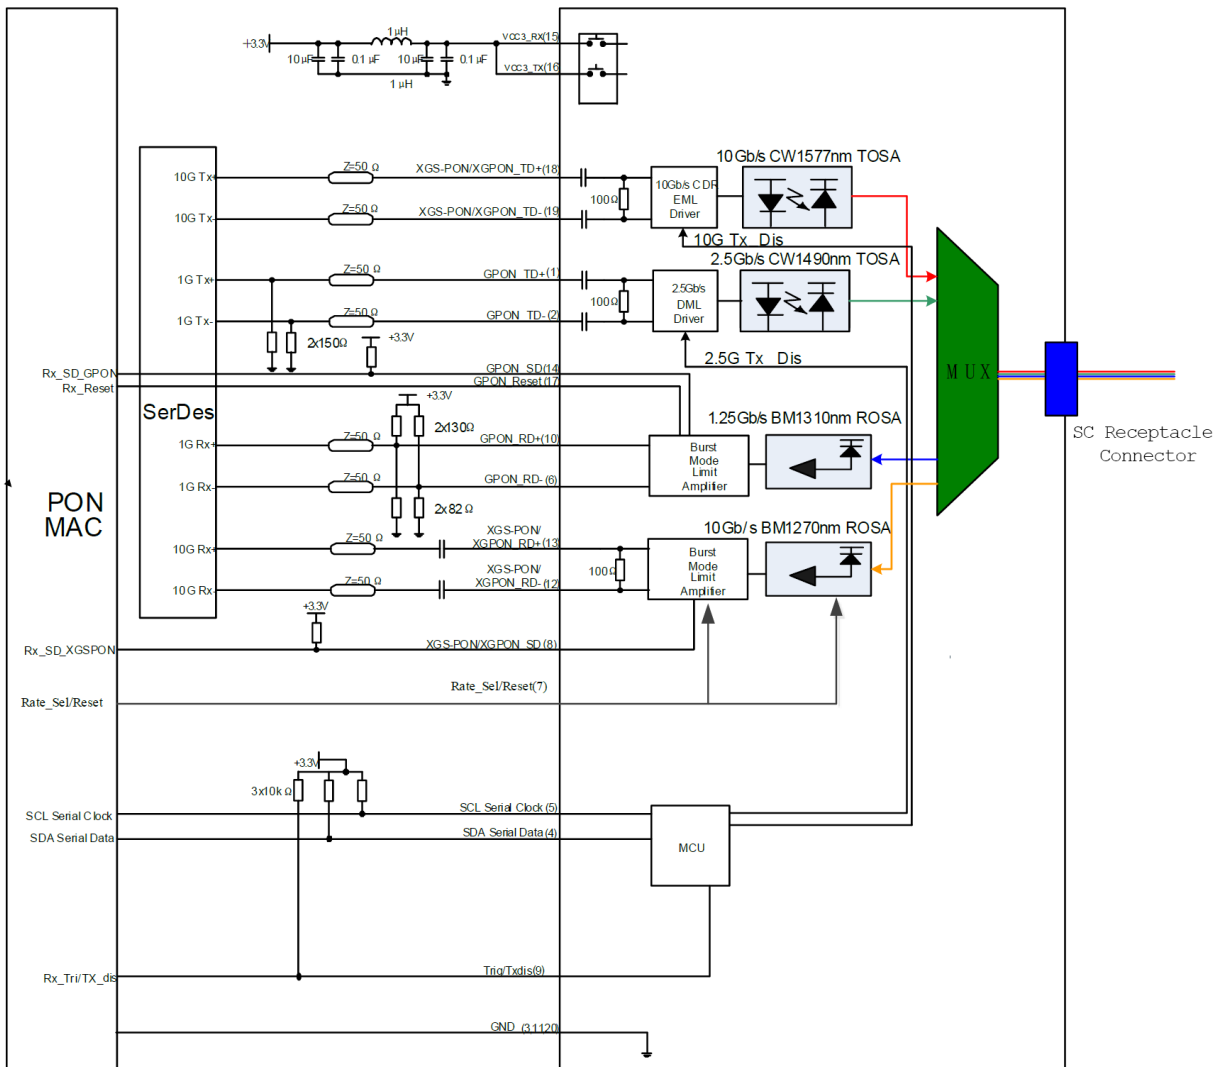 1 μH
VCC3_RX(15)
+3.3V
10 μF
0.1 μF
10 μF
0.1 μF
VCC3_TX(16)
1 μH
10Gb/s CW1577nm TOSA
10G Tx+
Z=50 Ω
XGS-PON/XGPON_TD+(18)
100Ω
10Gb/s CDR
EML
Driver
10G Tx-
Z=50 Ω
XGS-PON/XGPON_TD-(19)
10G Tx_Dis
2.5Gb/s CW1490nm TOSA
1G Tx+
Z=50 Ω
GPON_TD+(1)
100Ω
2.5Gb/s
DML
Driver
1G Tx-
Z=50 Ω
GPON_TD-(2)
2x150Ω
+3.3V
2.5G Tx_Dis
Rx_SD_GPON
GPON_SD(14)
Rx_Reset
GPON_Reset(17)
MUX
SerDes
+3.3V
2x130Ω
1.25Gb/s BM1310nm ROSA
1G Rx+
Z=50 Ω
GPON_RD+(10)
Burst
Mode
Limit
Amplifier
SC Receptacle
Connector
1G Rx-
Z=50 Ω
GPON_RD-(6)
PON
MAC
2x82Ω
10Gb/s BM1270nm ROSA
10G Rx+
Z=50 Ω
XGS-PON/
XGPON_RD+(13)
100Ω
Burst
Mode
Limit
Amplifier
10G Rx-
Z=50 Ω
XGS-PON/
XGPON_RD-(12)
+3.3V
Rx_SD_XGSPON
XGS-PON/XGPON_SD(8)
Rate_Sel/Reset(7)
Rate_Sel/Reset
+3.3V
3x10k Ω
SCL Serial Clock
SCL Serial Clock(5)
SDA Serial Data
SDA Serial Data(4)
MCU
Rx_Tri/TX_dis
Trig/Txdis(9)
GND (3,11,20)